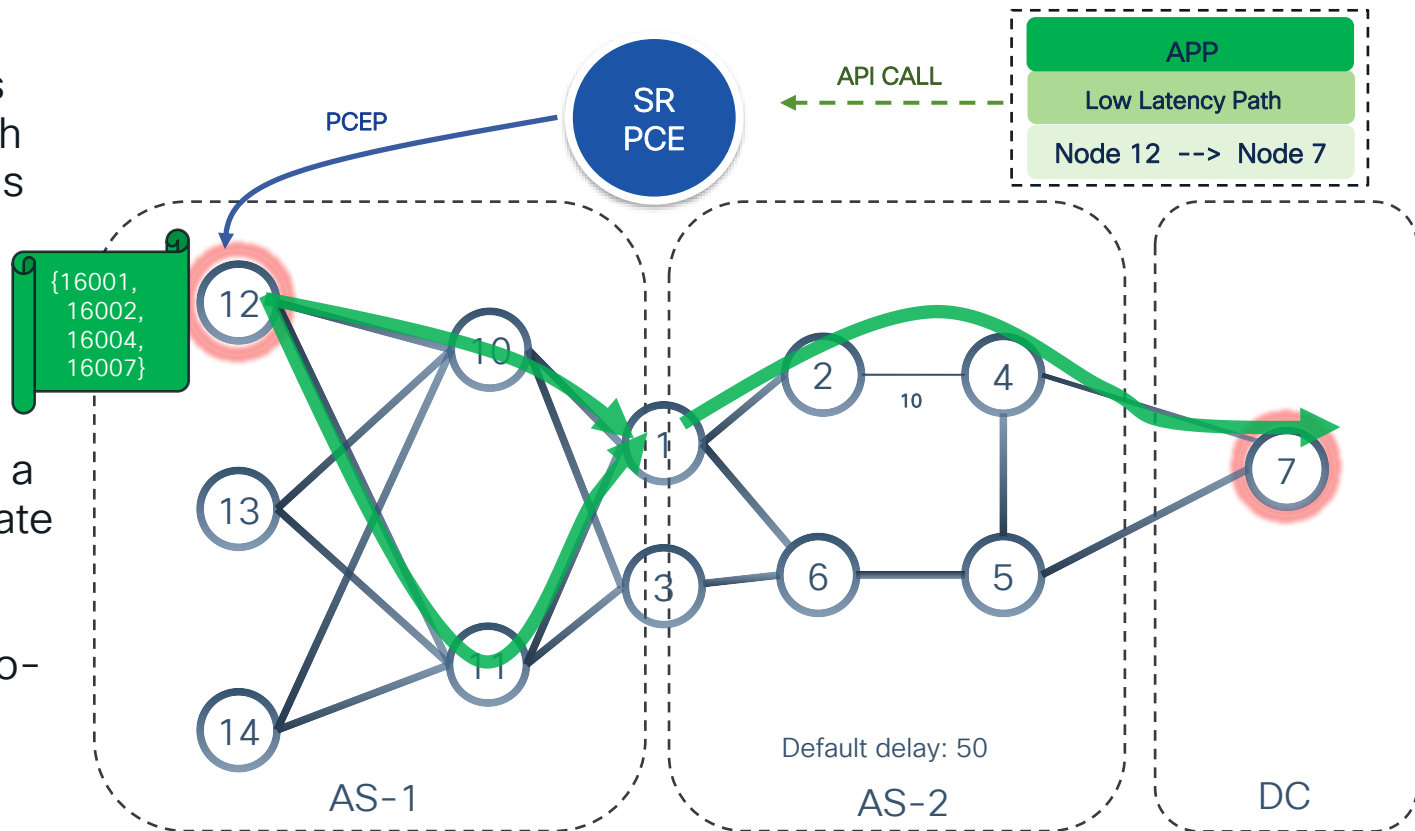 s
h
s
a
ate
o-
PCEP
SR
PCE
API CALL
APP
Low Latency Path
Node 12 --> Node 7
{16001,
16002,
16004,
16007}
12
10
13
11
14
1
3
2
10
4
6
5
7
Default delay: 50
AS-1
AS-2
DC